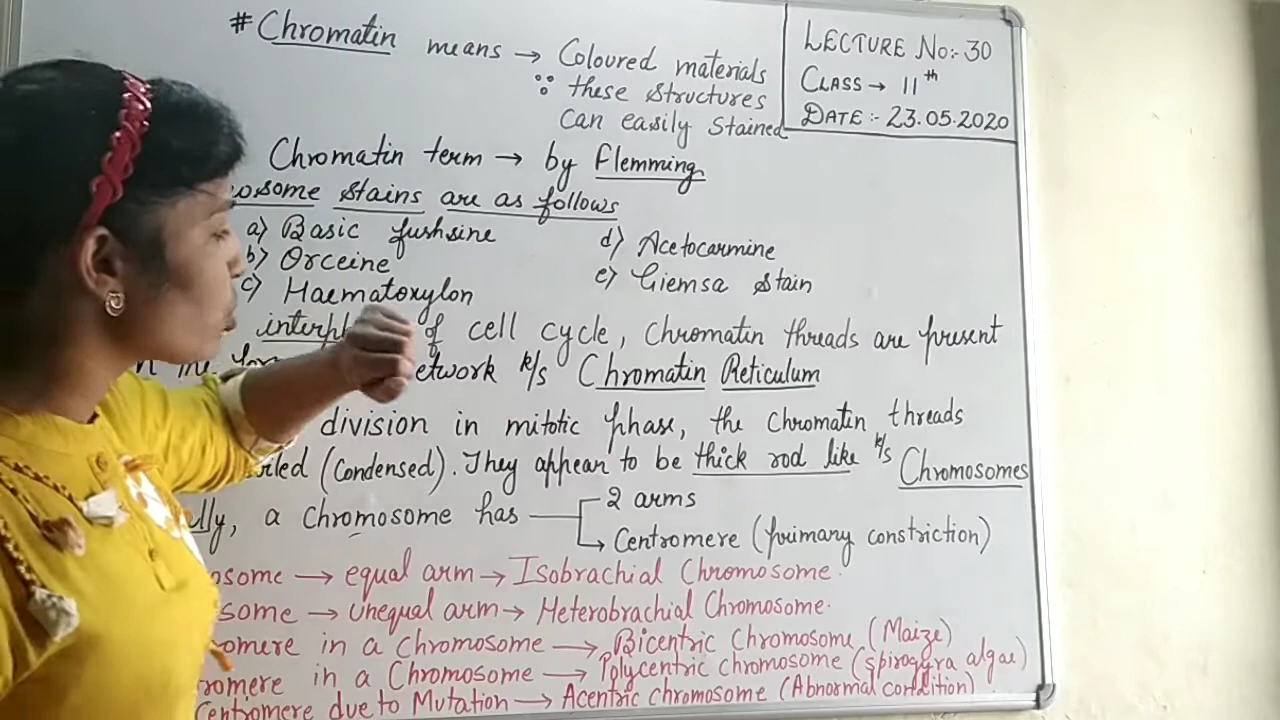 # Chromatin means → Coloured materials
∵ these structures
can easily stained
LECTURE No:- 30
CLASS → 11th
DATE :- 23.05.2020
Chromatin term → by Flemming
osome stains are as follows
a) Basic fushsine
b) Orceine
c) Haematoxylon
d) Acetocarmine
e) Giemsa Stain
interph of cell cycle, chromatin threads are present
etwork k/s Chromatin Reticulum
division in mitotic phase, the chromatin threads
(Condensed). They appear to be thick rod like k/s Chromosomes
lly, a chromosome has 2 arms
→ Centromere (primary constriction)
osome → equal arm → Isobrachial Chromosome.
some → unequal arm → Heterobrachial Chromosome.
omere in a Chromosome → Bicentric Chromosome (Maize)
romere in a Chromosome → Polycentric chromosome (Spirogyra algae)
Centromere due to Mutation → Acentric chromosome (Abnormal condition)